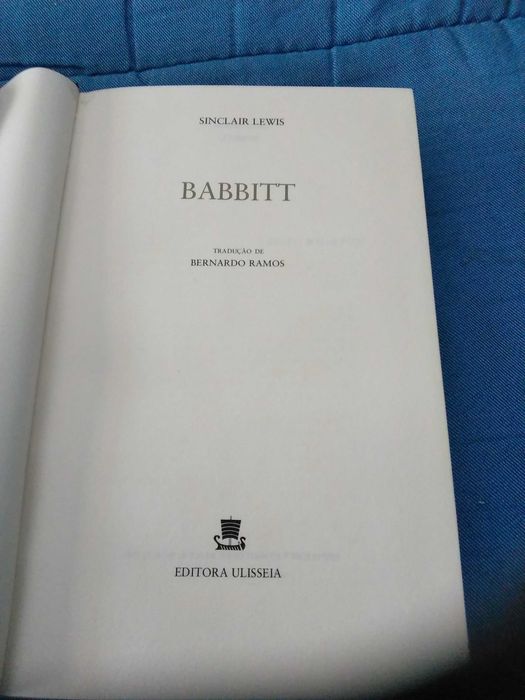 SINCLAIR LEWIS
BABBITT
TRADUÇÃO DE
BERNARDO RAMOS
EDITORA ULISSEIA